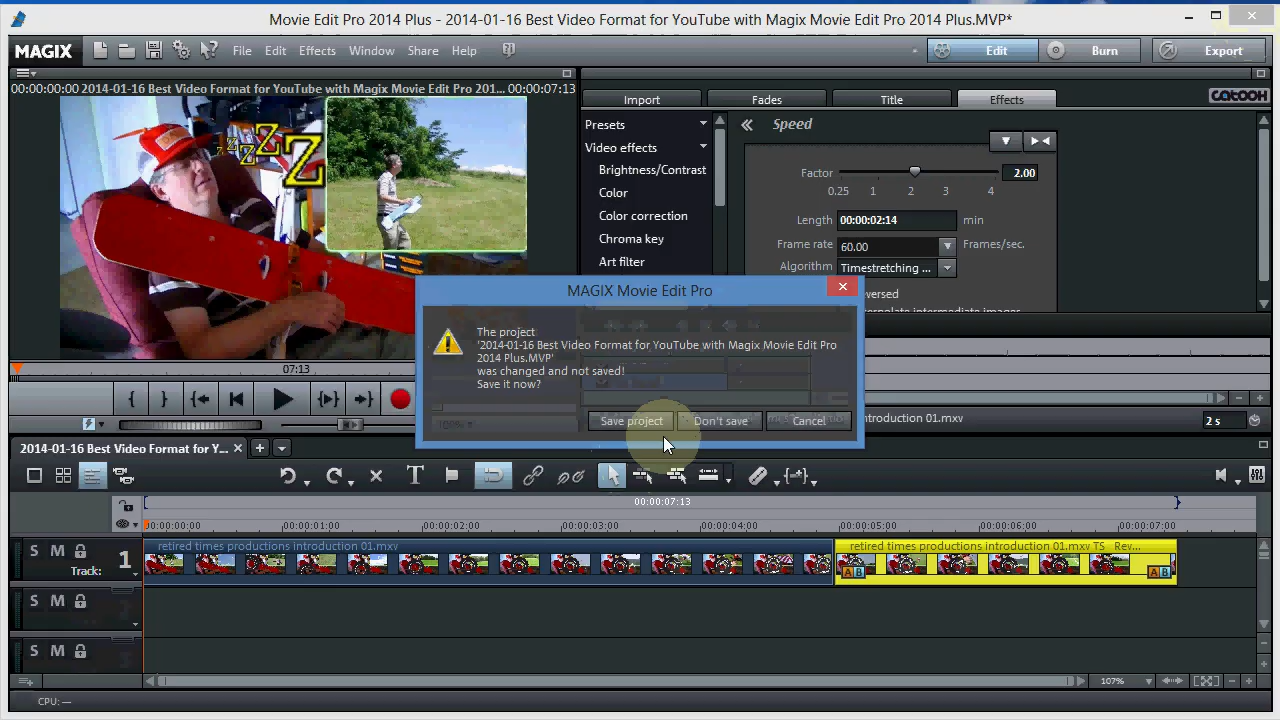 Movie Edit Pro 2014 Plus - 2014-01-16 Best Video Format for YouTube with Magix Movie Edit Pro 2014 Plus.MVP*
MAGIX File Edit Effects Window Share Help Edit Burn Export
00:00:00:00 2014-01-16 Best Video Format for YouTube with Magix Movie Edit Pro 201... 00:00:07:13
z z Z Z Z
Import Fades Title Effects CATOOH
Presets
Video effects
Brightness/Contrast
Color
Color correction
Chroma key
Art filter
Speed
Factor 2.00
0.25 1 2 3 4
Length 00:00:02:14 min
Frame rate 60.00 Frames/sec.
Algorithm Timestretching ...
MAGIX Movie Edit Pro
The project:
'2014-01-16 Best Video Format for YouTube with Magix Movie Edit Pro
2014 Plus.MVP'
was changed and not saved!
Save it now?
Save project Don't save Cancel
07:13
introduction 01.mxv 2 s
2014-01-16 Best Video Format for Y...
00:00:07:13
00:00:00:00 00:00:01:00 00:00:02:00 00:00:03:00 00:00:04:00 00:00:05:00 00:00:06:00 00:00:07:00
S M 1
Track:
retired times productions introduction 01.mxv
retired times productions introduction 01.mxv TS Rev...
A B A B
S M
S M
107%
CPU: —